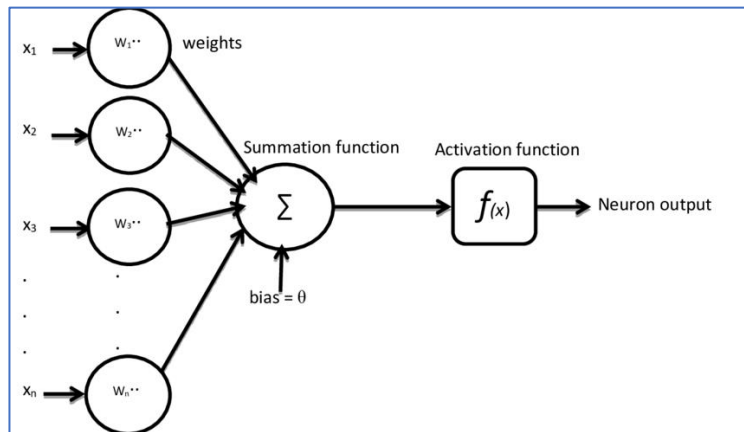 x₁
W₁..
weights
x₂
W₂..
Summation function
Activation function
x₃
W₃..
Σ
f(x)
Neuron output
bias = θ
xₙ
Wₙ..